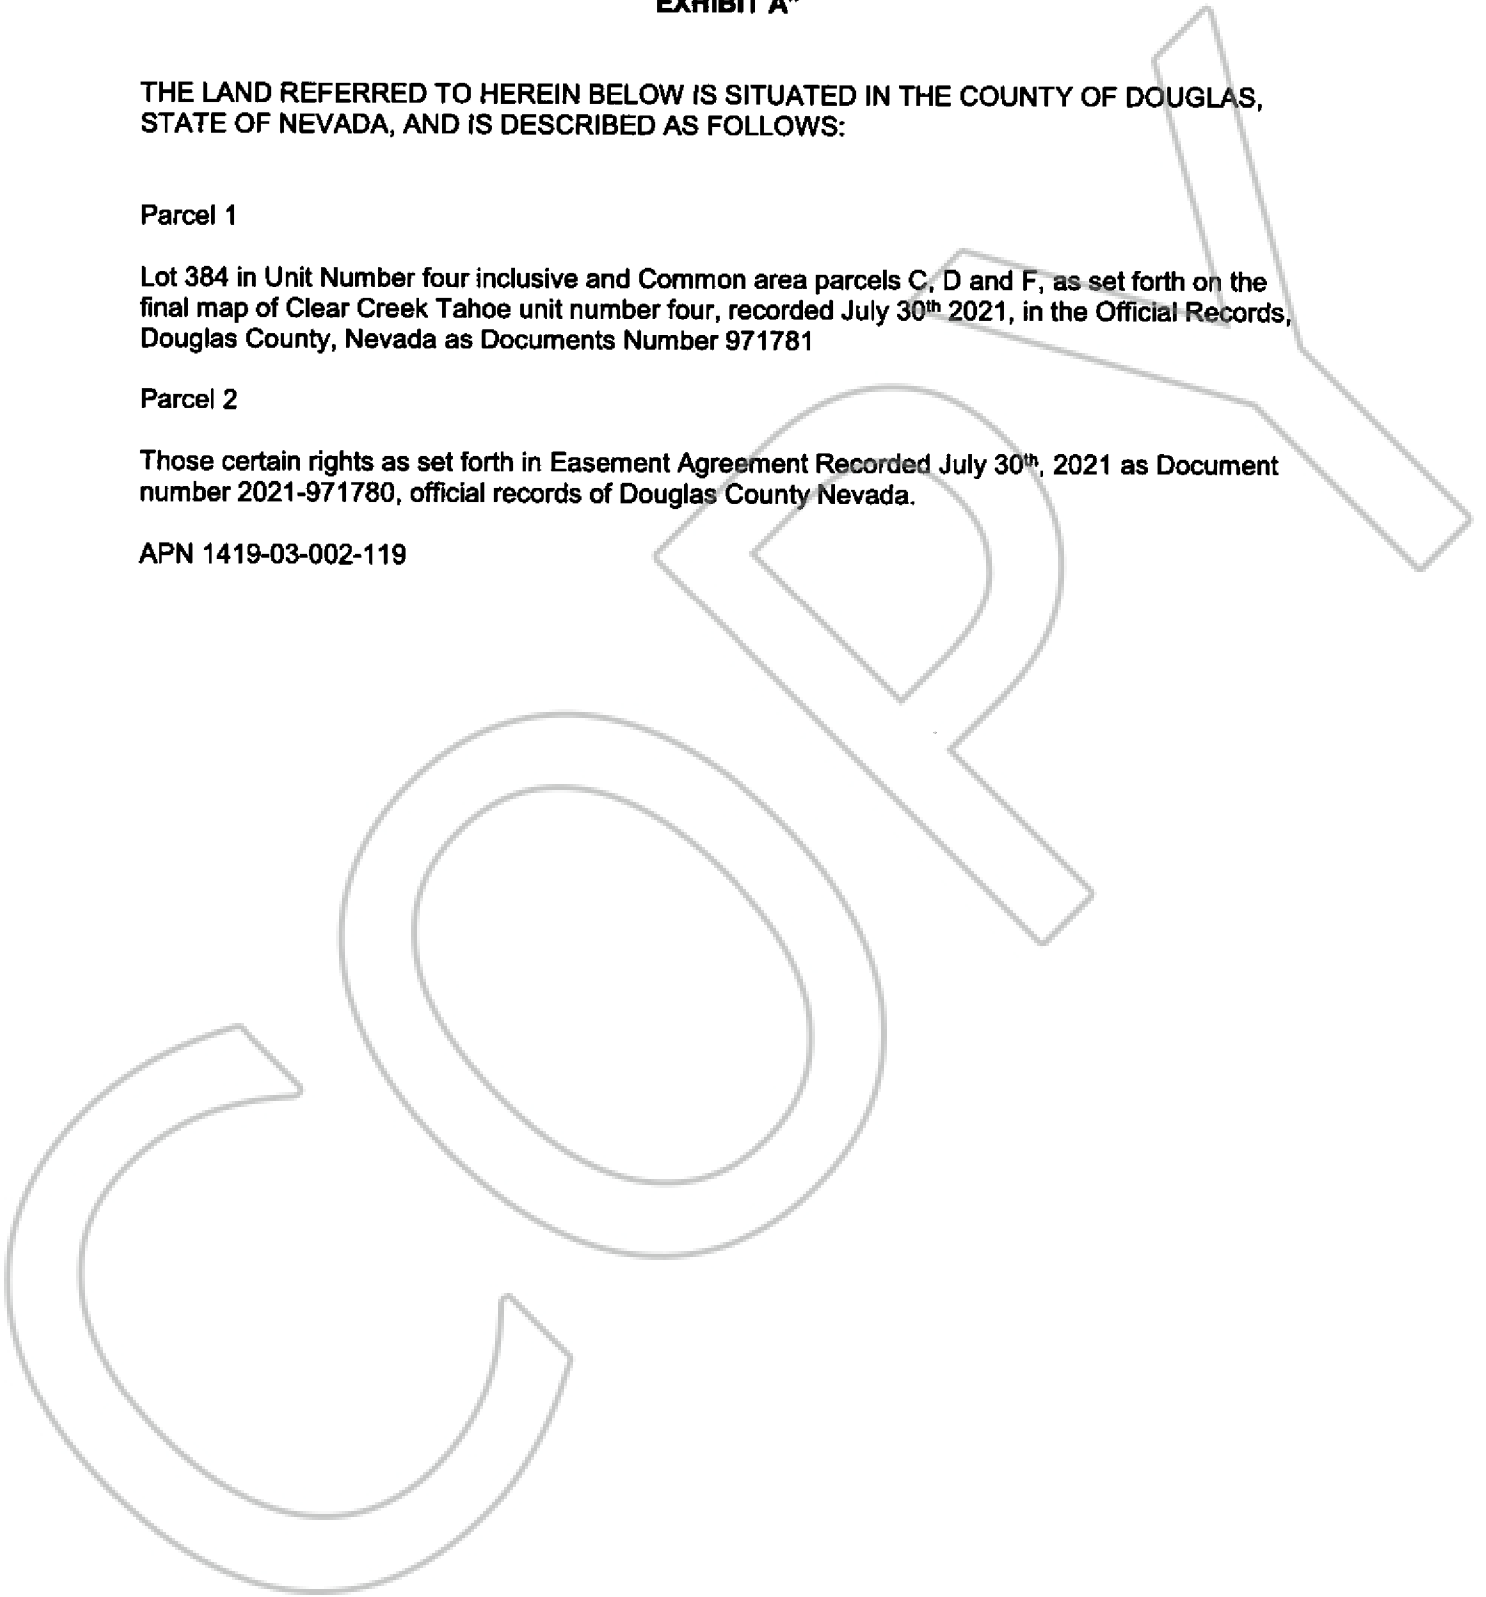 EXHIBIT A"
THE LAND REFERRED TO HEREIN BELOW IS SITUATED IN THE COUNTY OF DOUGLAS,
STATE OF NEVADA, AND IS DESCRIBED AS FOLLOWS:
Parcel 1
Lot 384 in Unit Number four inclusive and Common area parcels C, D and F, as set forth on the
final map of Clear Creek Tahoe unit number four, recorded July 30th 2021, in the Official Records,
Douglas County, Nevada as Documents Number 971781
Parcel 2
Those certain rights as set forth in Easement Agreement Recorded July 30th, 2021 as Document
number 2021-971780, official records of Douglas County Nevada.
APN 1419-03-002-119
COPY